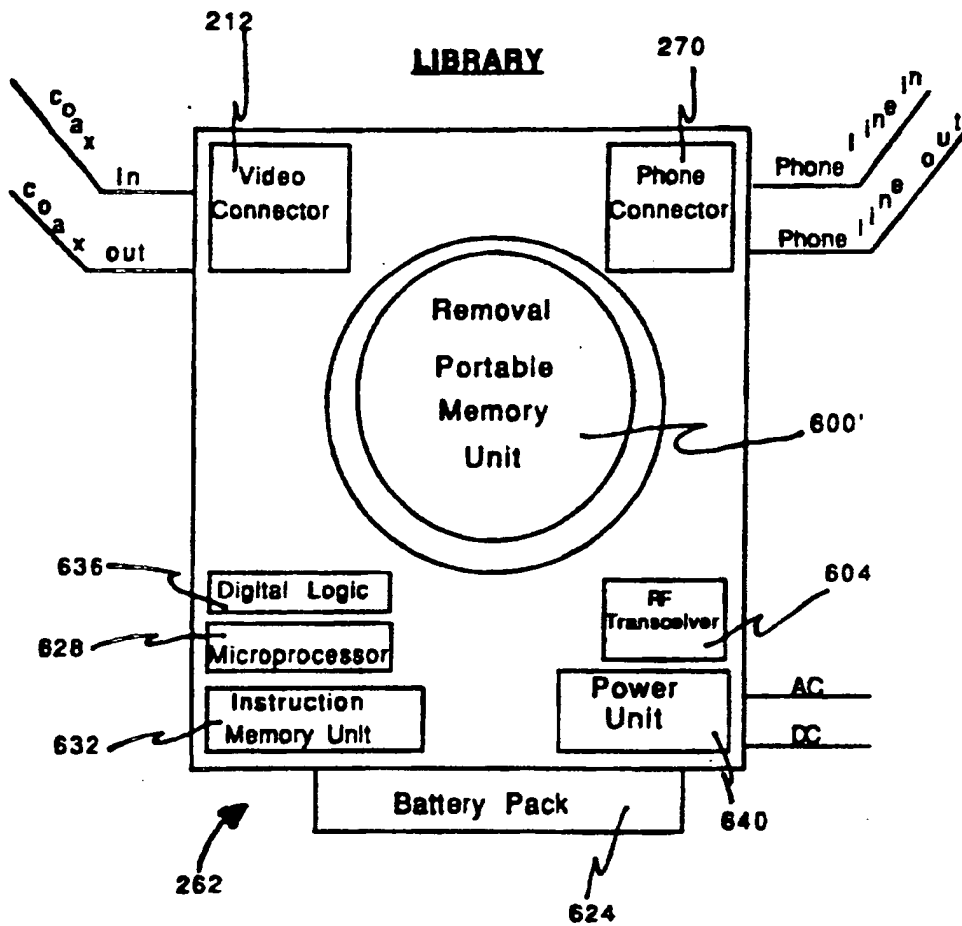 212
LIBRARY
270
coax in
coax out
Video
Connector
Phone
Connector
Phone line in
Phone line out
Removal
Portable
Memory
Unit
600'
636
Digital Logic
628
Microprocessor
632
Instruction
Memory Unit
RF
Transceiver
604
Power
Unit
AC
DC
640
Battery Pack
262
624